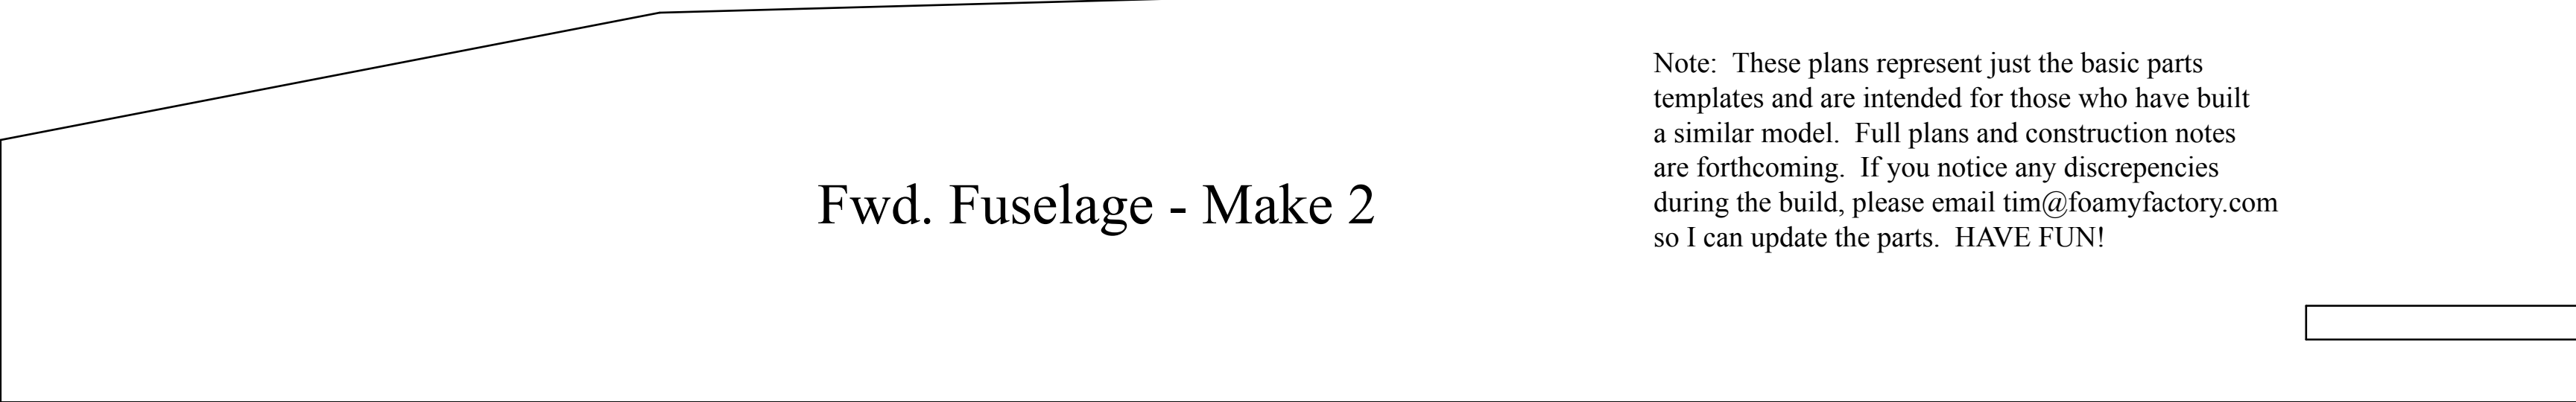 Note:  These plans represent just the basic parts
templates and are intended for those who have built
a similar model.  Full plans and construction notes
are forthcoming.  If you notice any discrepencies
during the build, please email tim@foamyfactory.com
so I can update the parts.  HAVE FUN!
Fwd. Fuselage - Make 2